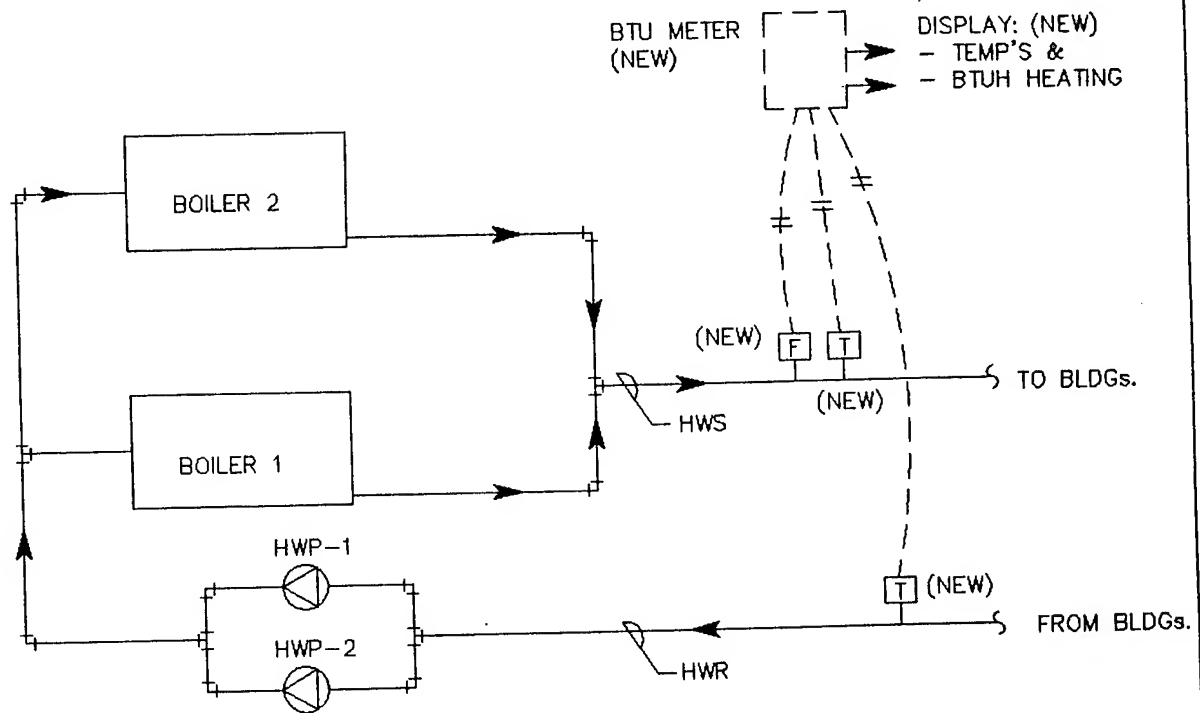 BTU METER
(NEW)
DISPLAY: (NEW)
- TEMP'S &
- BTUH HEATING
BOILER 2
(NEW)
F
T
(NEW)
TO BLDGs.
HWS
BOILER 1
HWP-1
HWP-2
T
(NEW)
FROM BLDGs.
HWR